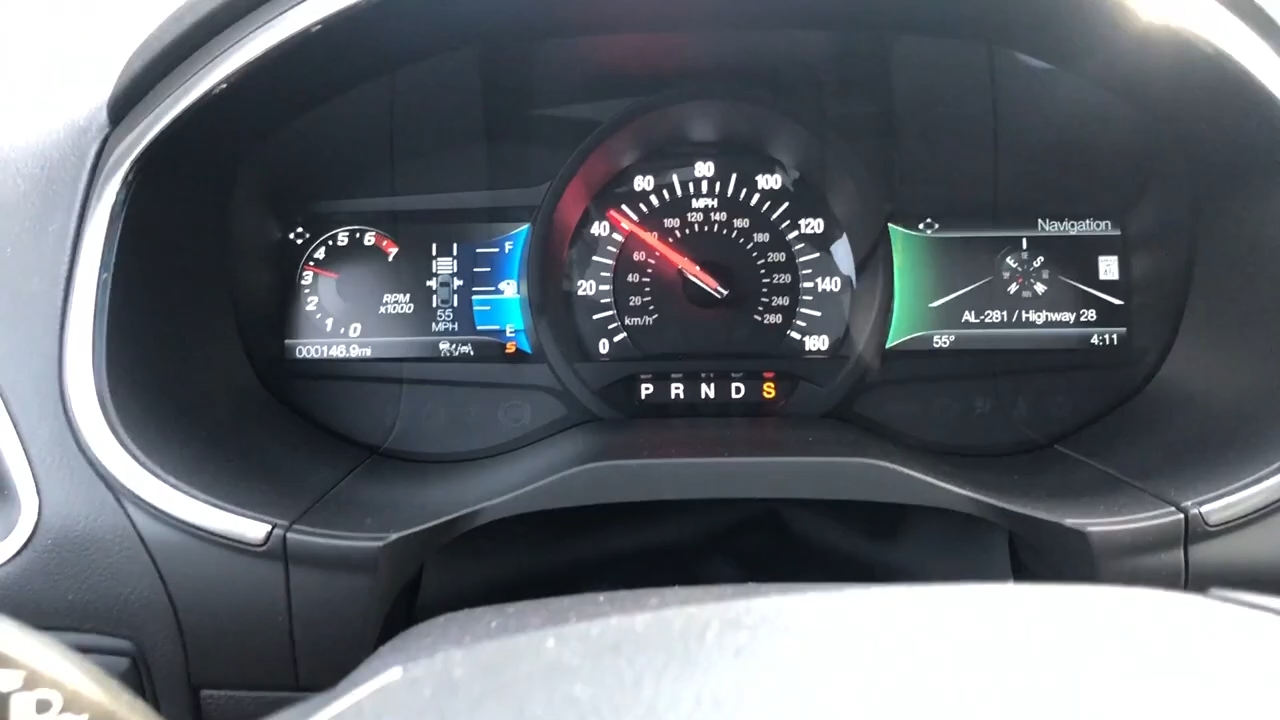 4 5 6 7
3
2
1 0
RPM
x1000
55
MPH
F
E
S
000146.9mi
0 20 40 60 80 100 120 140 160
MPH
20 40 60 80 100 120 140 160 180 200 220 240 260
km/h
P R N D S
Navigation
E S
N W
AL-281 / Highway 28
55°
4:11